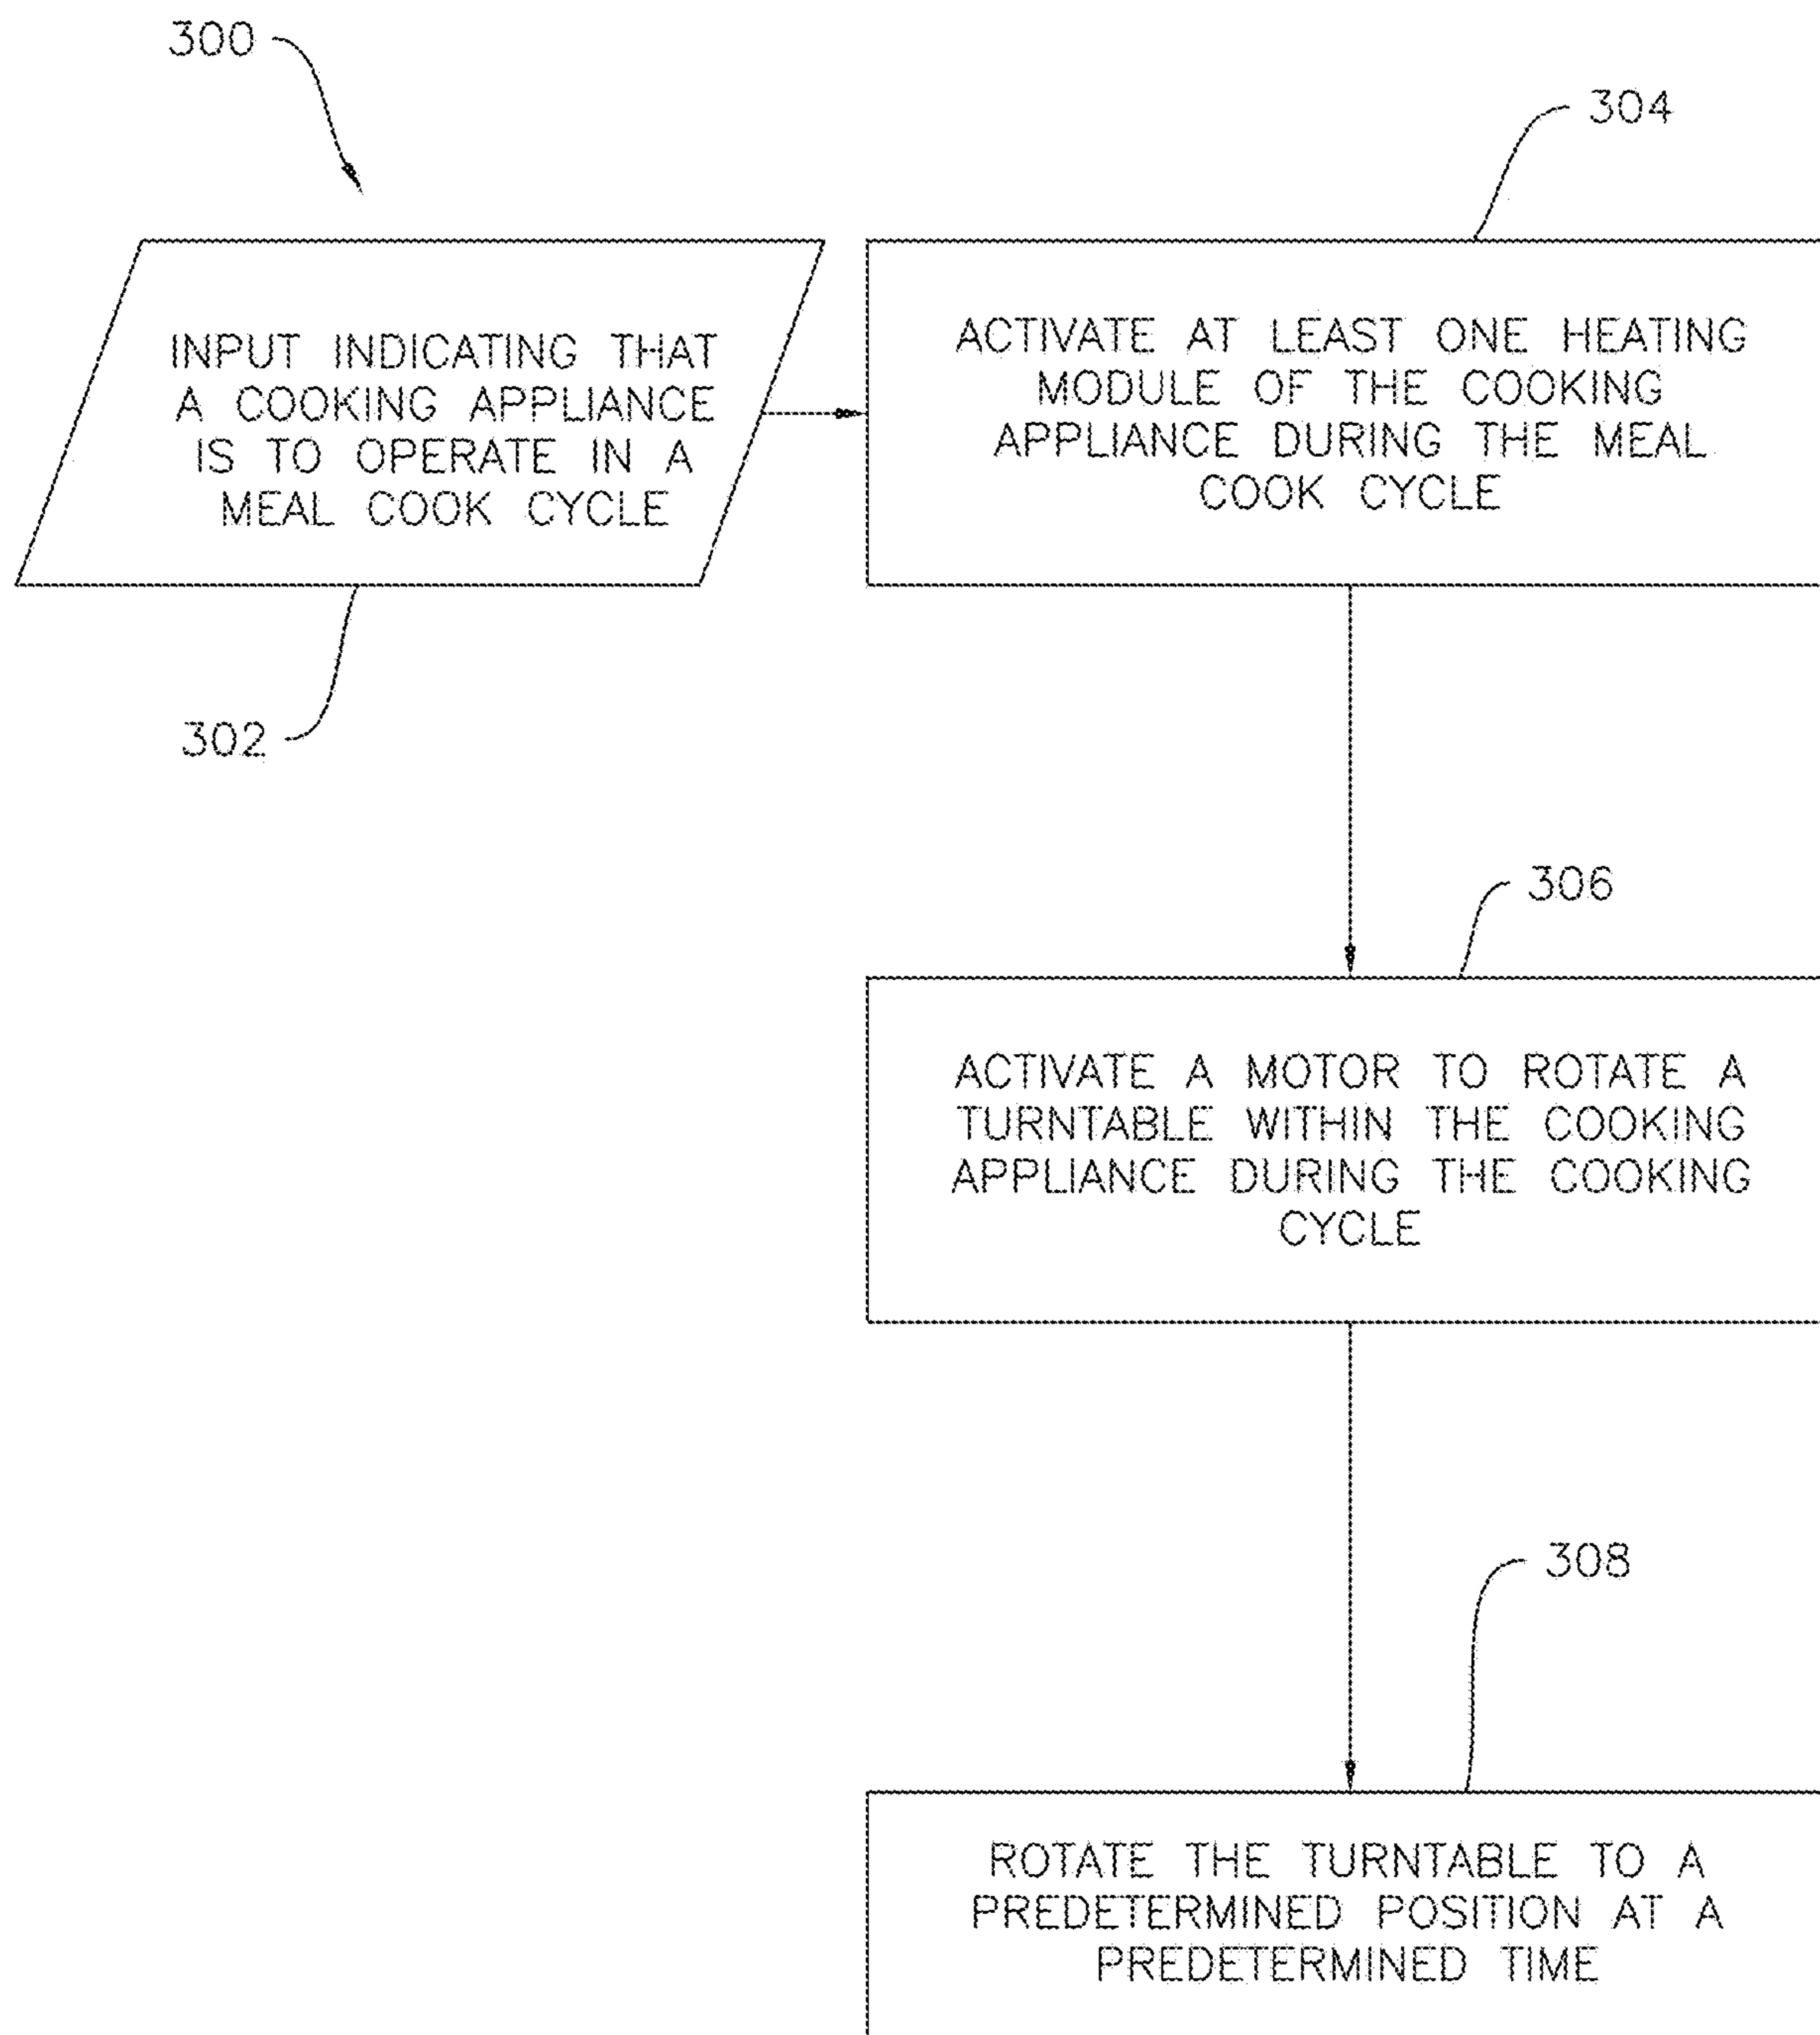 300
304
INPUT INDICATING THAT
A COOKING APPLIANCE
IS TO OPERATE IN A
MEAL COOK CYCLE
302
ACTIVATE AT LEAST ONE HEATING
MODULE OF THE COOKING
APPLIANCE DURING THE MEAL
COOK CYCLE
306
ACTIVATE A MOTOR TO ROTATE A
TURNTABLE WITHIN THE COOKING
APPLIANCE DURING THE COOKING
CYCLE
308
ROTATE THE TURNTABLE TO A
PREDETERMINED POSITION AT A
PREDETERMINED TIME